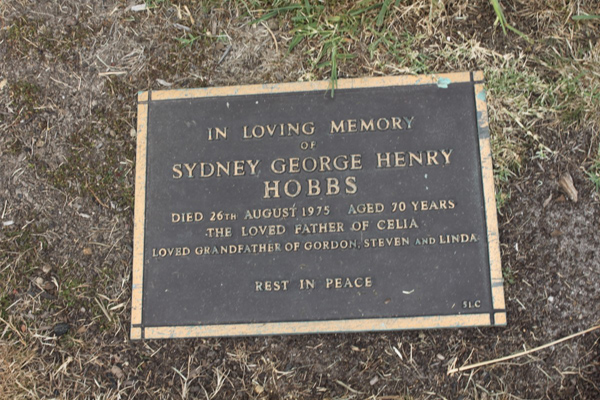 IN LOVING MEMORY
OF
SYDNEY GEORGE HENRY
HOBBS
DIED 26TH AUGUST 1975 AGED 70 YEARS
THE LOVED FATHER OF CELIA
LOVED GRANDFATHER OF GORDON, STEVEN AND LINDA
REST IN PEACE
SLC